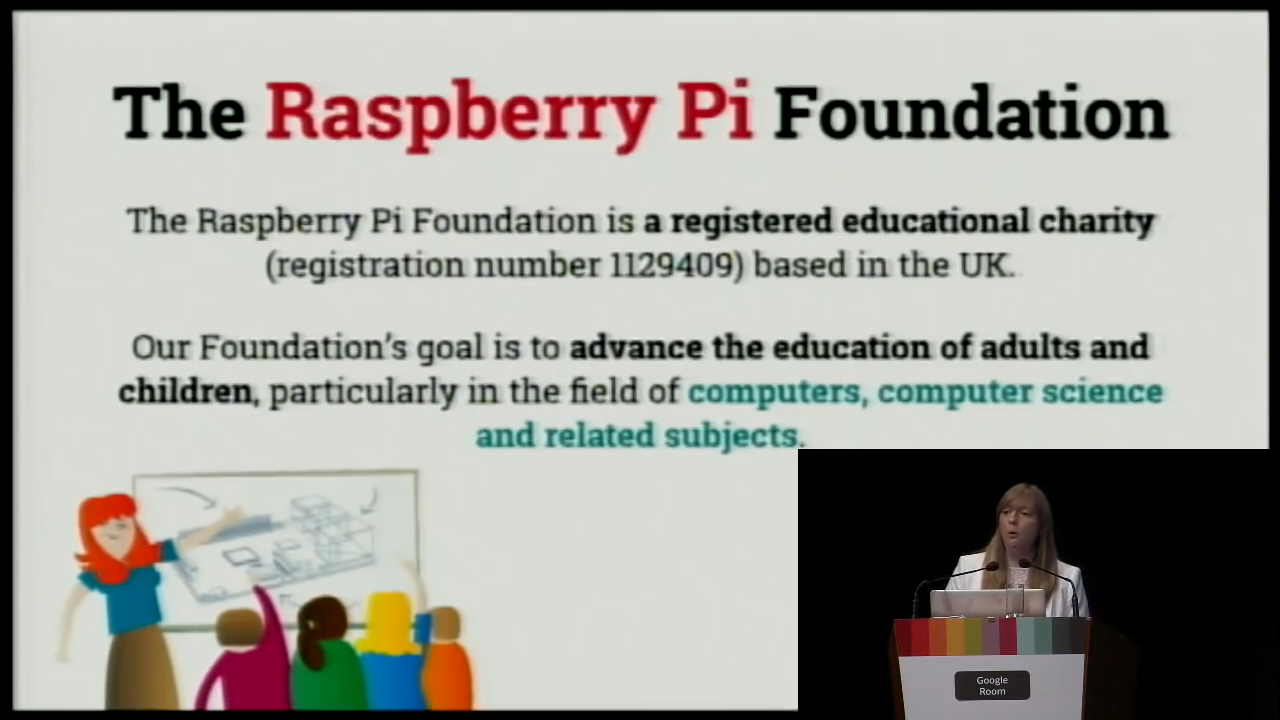 The Raspberry Pi Foundation
The Raspberry Pi Foundation is a registered educational charity
(registration number 1129409) based in the UK.
Our Foundation's goal is to advance the education of adults and
children, particularly in the field of computers, computer science
and related subjects.
Google
Room